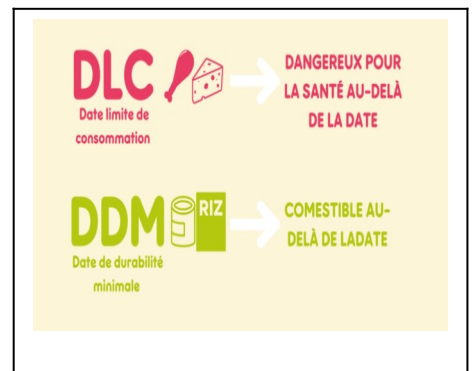 DLC
Date limite de
consommation
DANGEREUX POUR
LA SANTÉ AU-DELÀ
DE LA DATE
DDM
RIZ
Date de durabilité
minimale
COMESTIBLE AU-
DELÀ DE LADATE